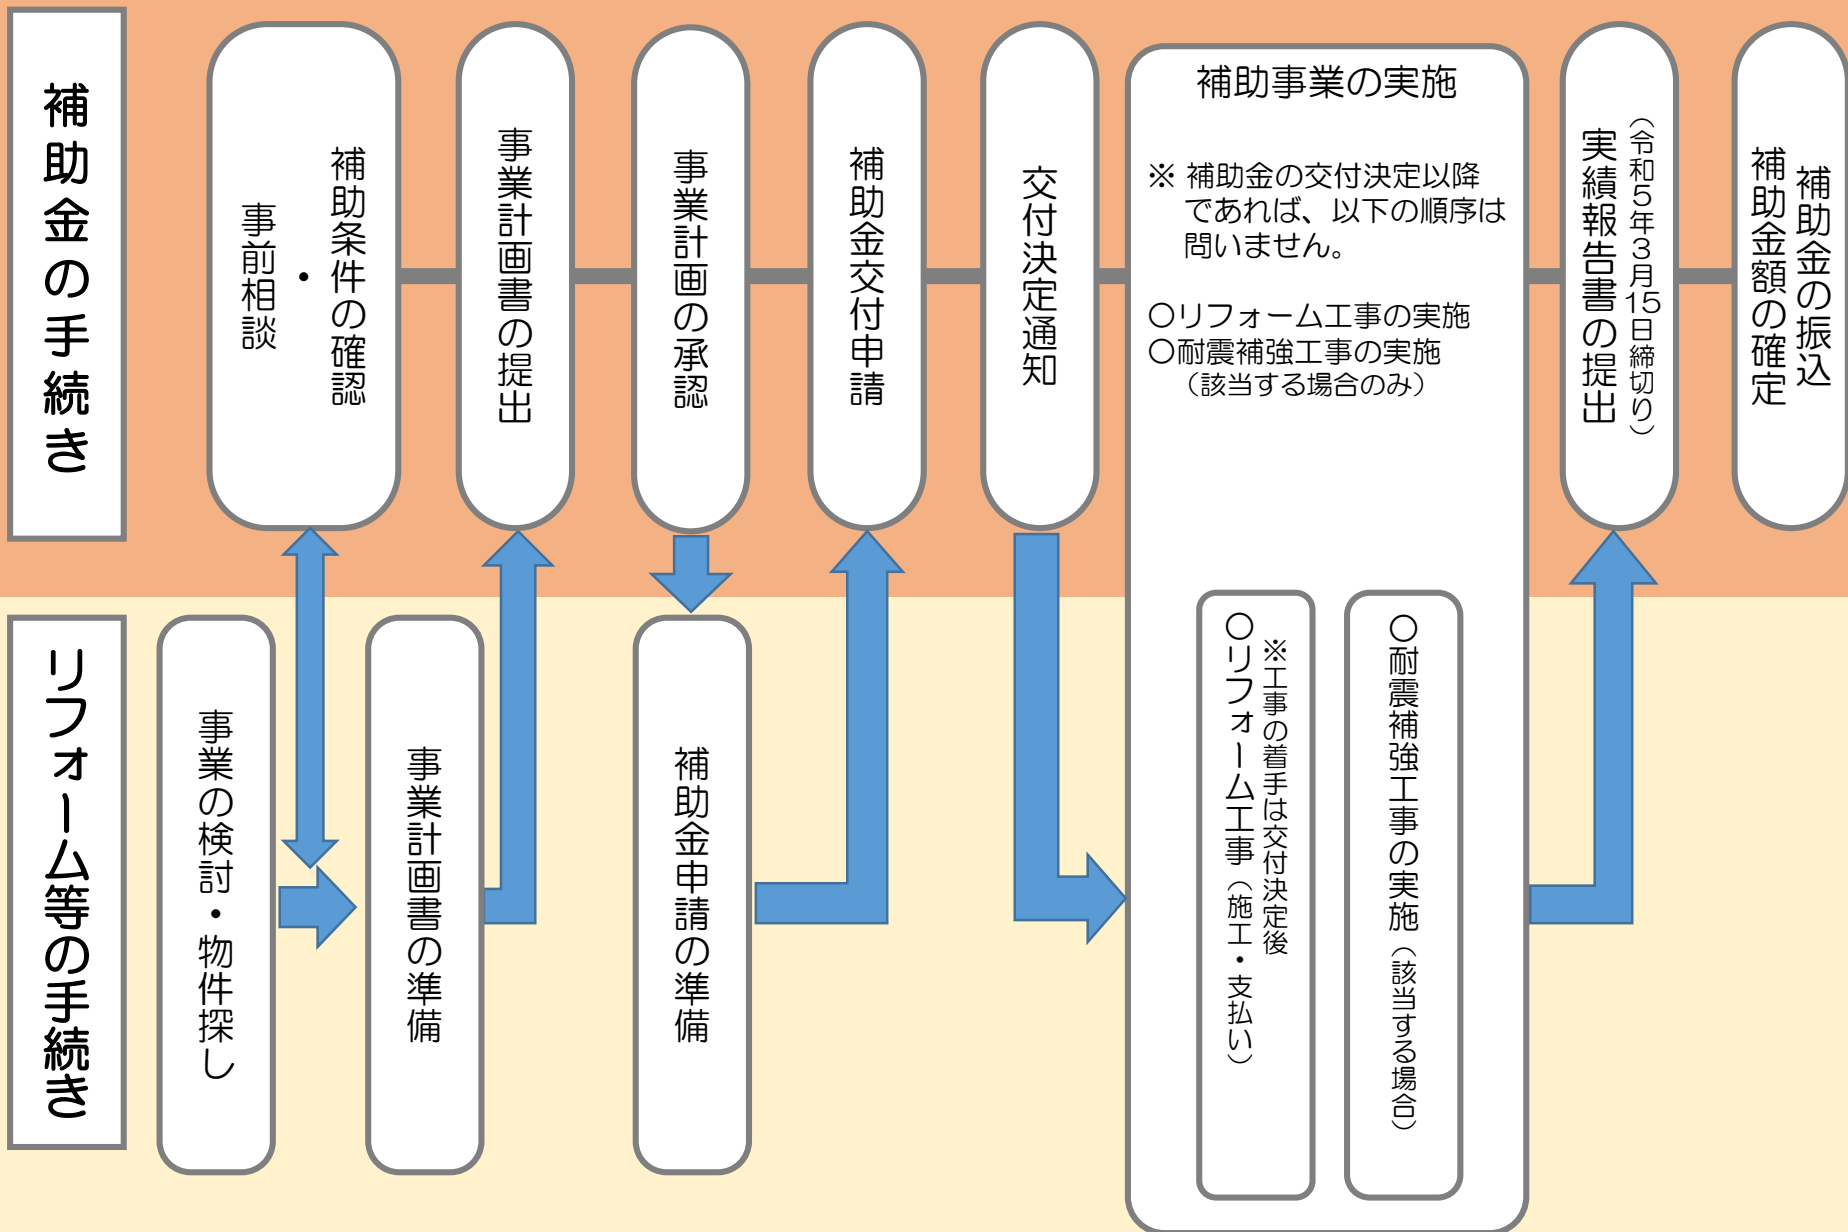 補助金の手続き
補助条件の確認
・
事前相談
事業計画書の提出
事業計画の承認
補助金交付申請
交付決定通知
補助事業の実施
※ 補助金の交付決定以降
であれば、以下の順序は
問いません。
〇リフォーム工事の実施
〇耐震補強工事の実施
（該当する場合のみ）
（令和５年３月15日締切り）
実績報告書の提出
補助金の振込
補助金額の確定
リフォーム等の手続き
事業の検討・物件探し
事業計画書の準備
補助金申請の準備
※工事の着手は交付決定後
〇リフォーム工事（施工・支払い）
〇耐震補強工事の実施（該当する場合）